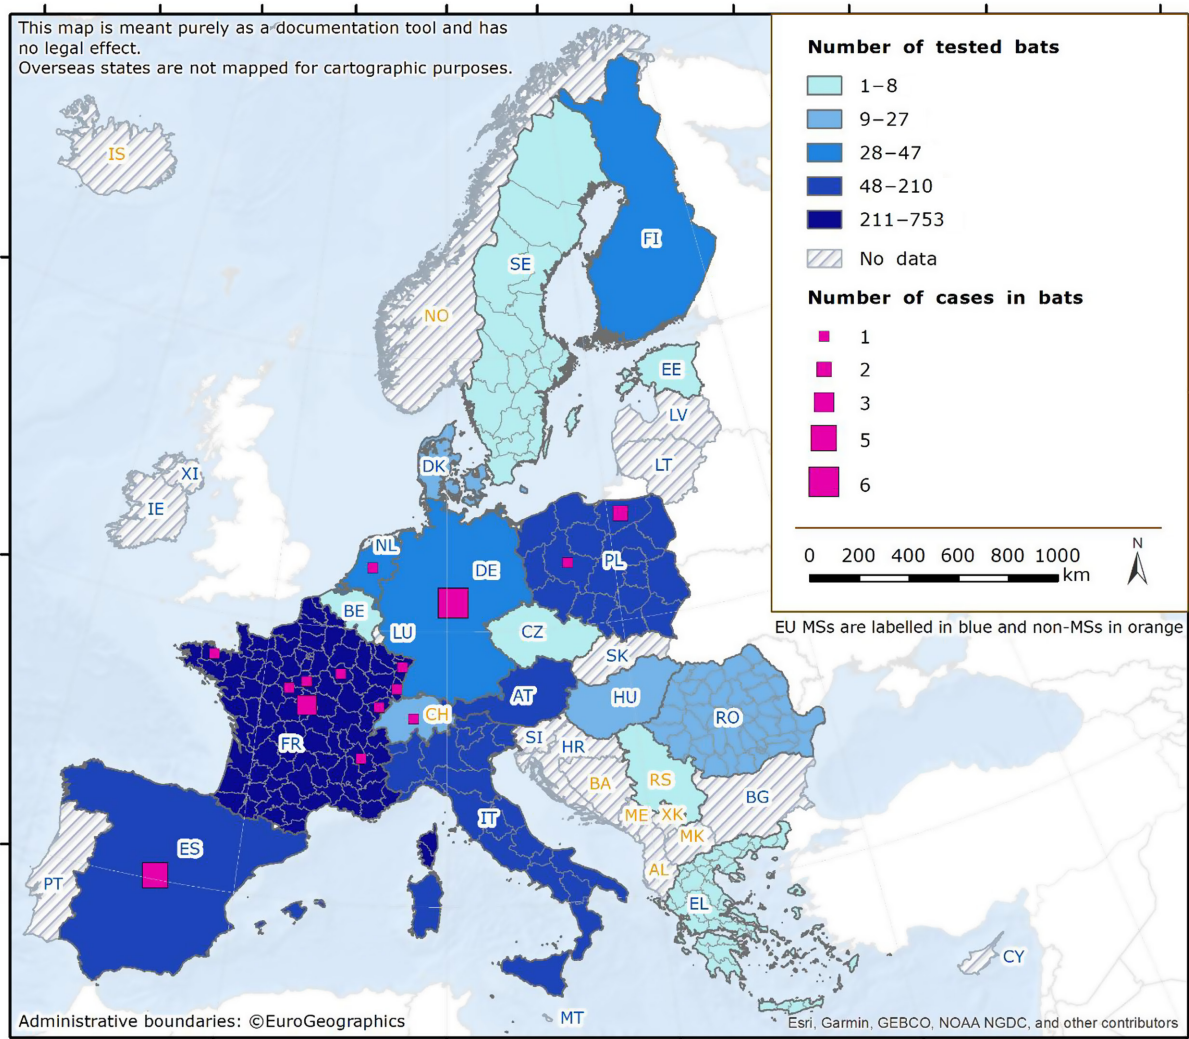 This map is meant purely as a documentation tool and has
no legal effect.
Overseas states are not mapped for cartographic purposes.
Number of tested bats
1–8
9–27
28–47
48–210
211–753
No data
Number of cases in bats
1
2
3
5
6
0 200 400 600 800 1000
km
N
EU MSs are labelled in blue and non-MSs in orange
IS
FI
SE
NO
EE
LV
LT
DK
XI
IE
NL
DE
PL
BE
LU
CZ
SK
AT
HU
CH
RO
FR
SI
HR
BA
RS
BG
ME
XK
MK
IT
ES
AL
PT
EL
CY
MT
Administrative boundaries: ©EuroGeographics
Esri, Garmin, GEBCO, NOAA NGDC, and other contributors